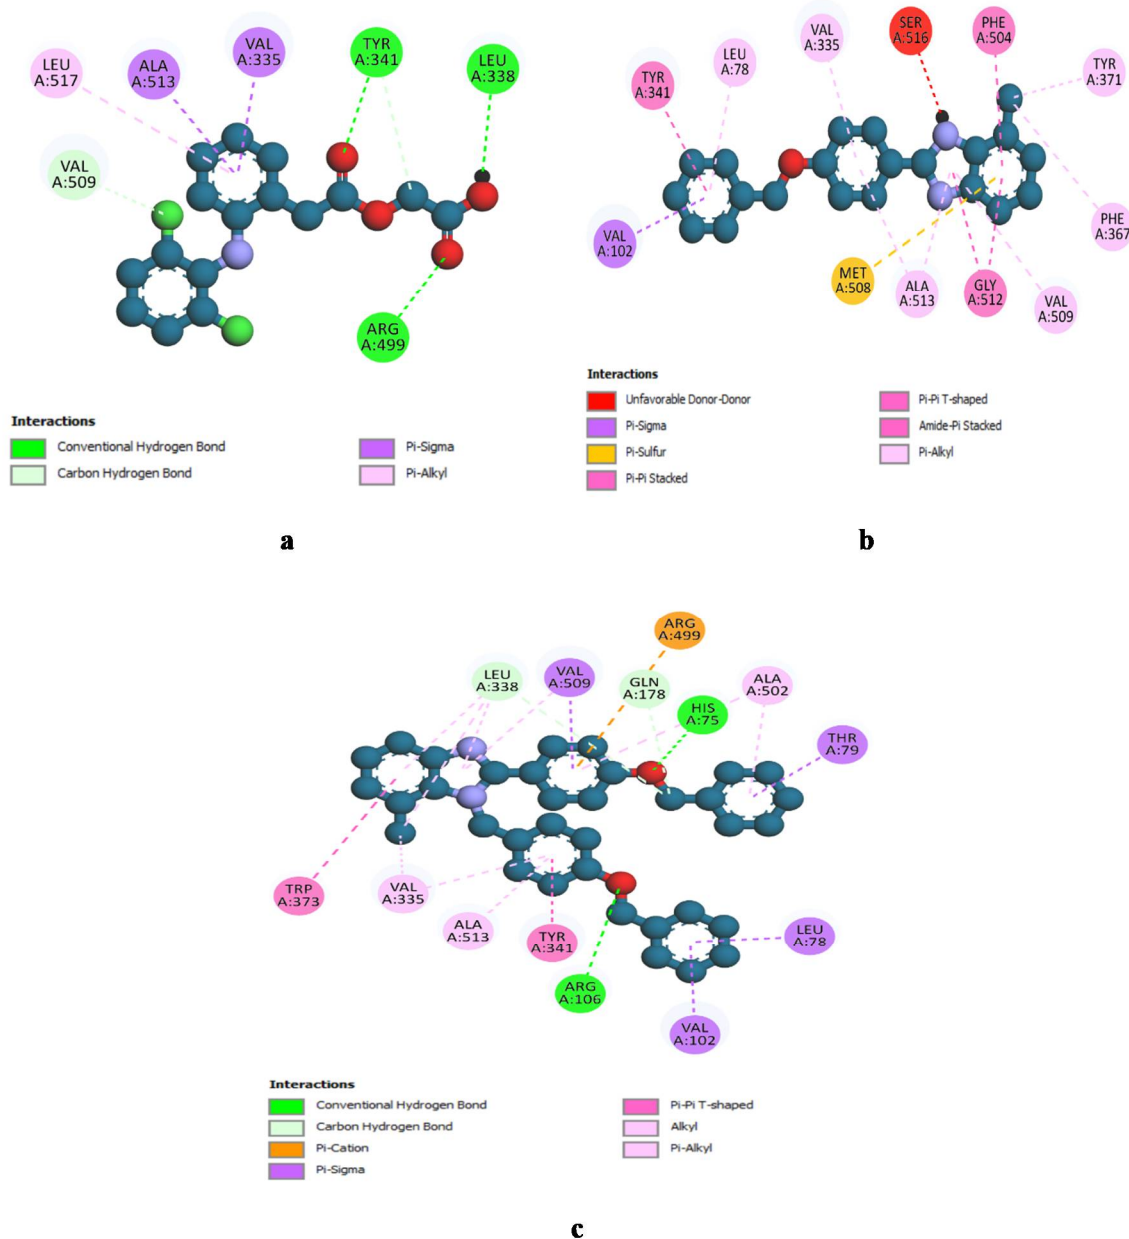 LEU
A:517
ALA
A:513
VAL
A:335
TYR
A:341
LEU
A:338
VAL
A:509
ARG
A:499
Interactions
Conventional Hydrogen Bond
Carbon Hydrogen Bond
Pi-Sigma
Pi-Alkyl
a
TYR
A:341
LEU
A:78
VAL
A:335
SER
A:516
PHE
A:504
TYR
A:371
VAL
A:102
MET
A:508
ALA
A:513
GLY
A:512
VAL
A:509
PHE
A:367
Interactions
Unfavorable Donor-Donor
Pi-Sigma
Pi-Sulfur
Pi-Pi Stacked
Pi-Pi T-shaped
Amide-Pi Stacked
Pi-Alkyl
b
ARG
A:499
LEU
A:338
VAL
A:509
GLN
A:178
HIS
A:75
ALA
A:502
THR
A:79
TRP
A:373
VAL
A:335
ALA
A:513
TYR
A:341
ARG
A:106
LEU
A:78
VAL
A:102
Interactions
Conventional Hydrogen Bond
Carbon Hydrogen Bond
Pi-Cation
Pi-Sigma
Pi-Pi T-shaped
Alkyl
Pi-Alkyl
c